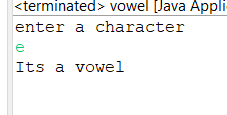 <terminated> vowel [Java Appli
enter a character
e
Its a vowel